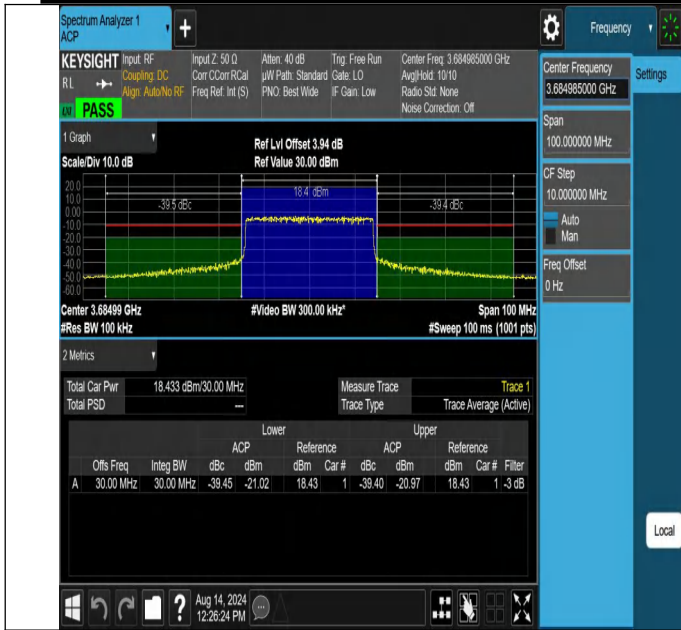 Spectrum Analyzer 1
ACP
Frequency
KEYSIGHT Input: RF Input Z: 50 Ω Atten: 40 dB Trig: Free Run Center Freq: 3.684985000 GHz
RL Coupling: DC Corr CCorr RCal µW Path: Standard Gate: LO Avg|Hold: 10/10
Align: Auto/No RF Freq Ref: Int (S) PNO: Best Wide IF Gain: Low Radio Std: None
PASS Noise Correction: Off
Center Frequency
3.684985000 GHz
Settings
Span
100.000000 MHz
CF Step
10.000000 MHz
Auto
Man
Freq Offset
0 Hz
Local
1 Graph
Ref Lvl Offset 3.94 dB
Scale/Div 10.0 dB Ref Value 30.00 dBm
20.0
10.0
0.00
-10.0
-20.0
-30.0
-40.0
-50.0
-60.0
-39.5 dBc 18.4 dBm -39.4 dBc
Center 3.68499 GHz #Video BW 300.00 kHz* Span 100 MHz
#Res BW 100 kHz #Sweep 100 ms (1001 pts)
2 Metrics
Total Car Pwr 18.433 dBm/30.00 MHz Measure Trace Trace 1
Total PSD --- Trace Type Trace Average (Active)
Lower Upper
ACP Reference ACP Reference
Offs Freq Integ BW dBc dBm dBm Car # dBc dBm dBm Car # Filter
A 30.00 MHz 30.00 MHz -39.45 -21.02 18.43 1 -39.40 -20.97 18.43 1 -3 dB
Aug 14, 2024
12:26:24 PM